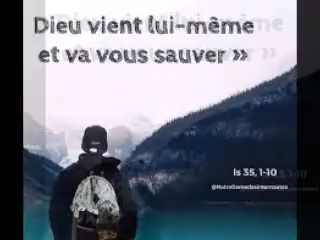 Dieu vient lui-même
et va vous sauver »
Is 35, 1-10